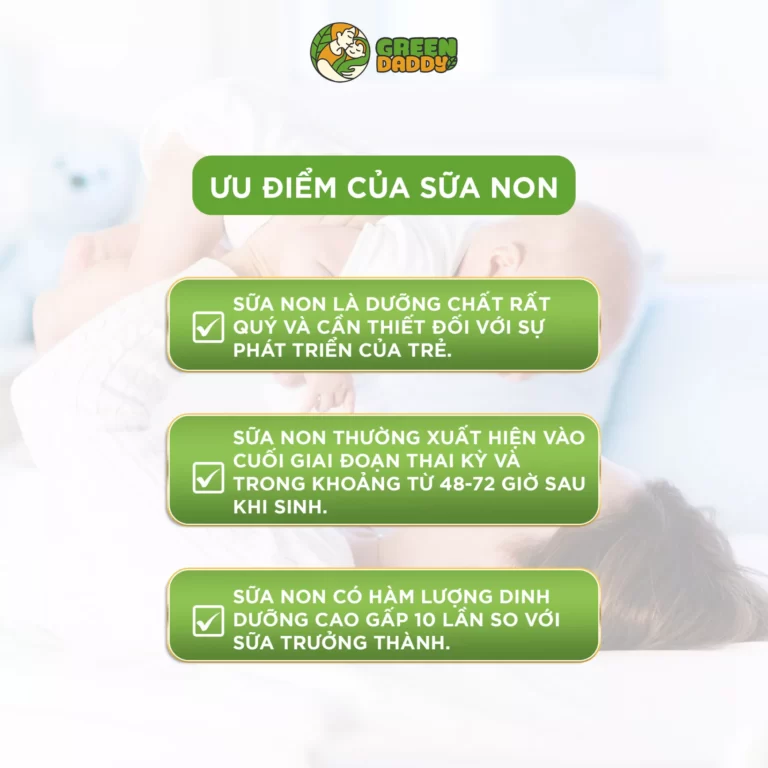 GREEN
DADDY
ƯU ĐIỂM CỦA SỮA NON
SỮA NON LÀ DƯỠNG CHẤT RẤT
QUÝ VÀ CẦN THIẾT ĐỐI VỚI SỰ
PHÁT TRIỂN CỦA TRẺ.
SỮA NON THƯỜNG XUẤT HIỆN VÀO
CUỐI GIAI ĐOẠN THAI KỲ VÀ
TRONG KHOẢNG TỪ 48-72 GIỜ SAU
KHI SINH.
SỮA NON CÓ HÀM LƯỢNG DINH
DƯỠNG CAO GẤP 10 LẦN SO VỚI
SỮA TRƯỞNG THÀNH.